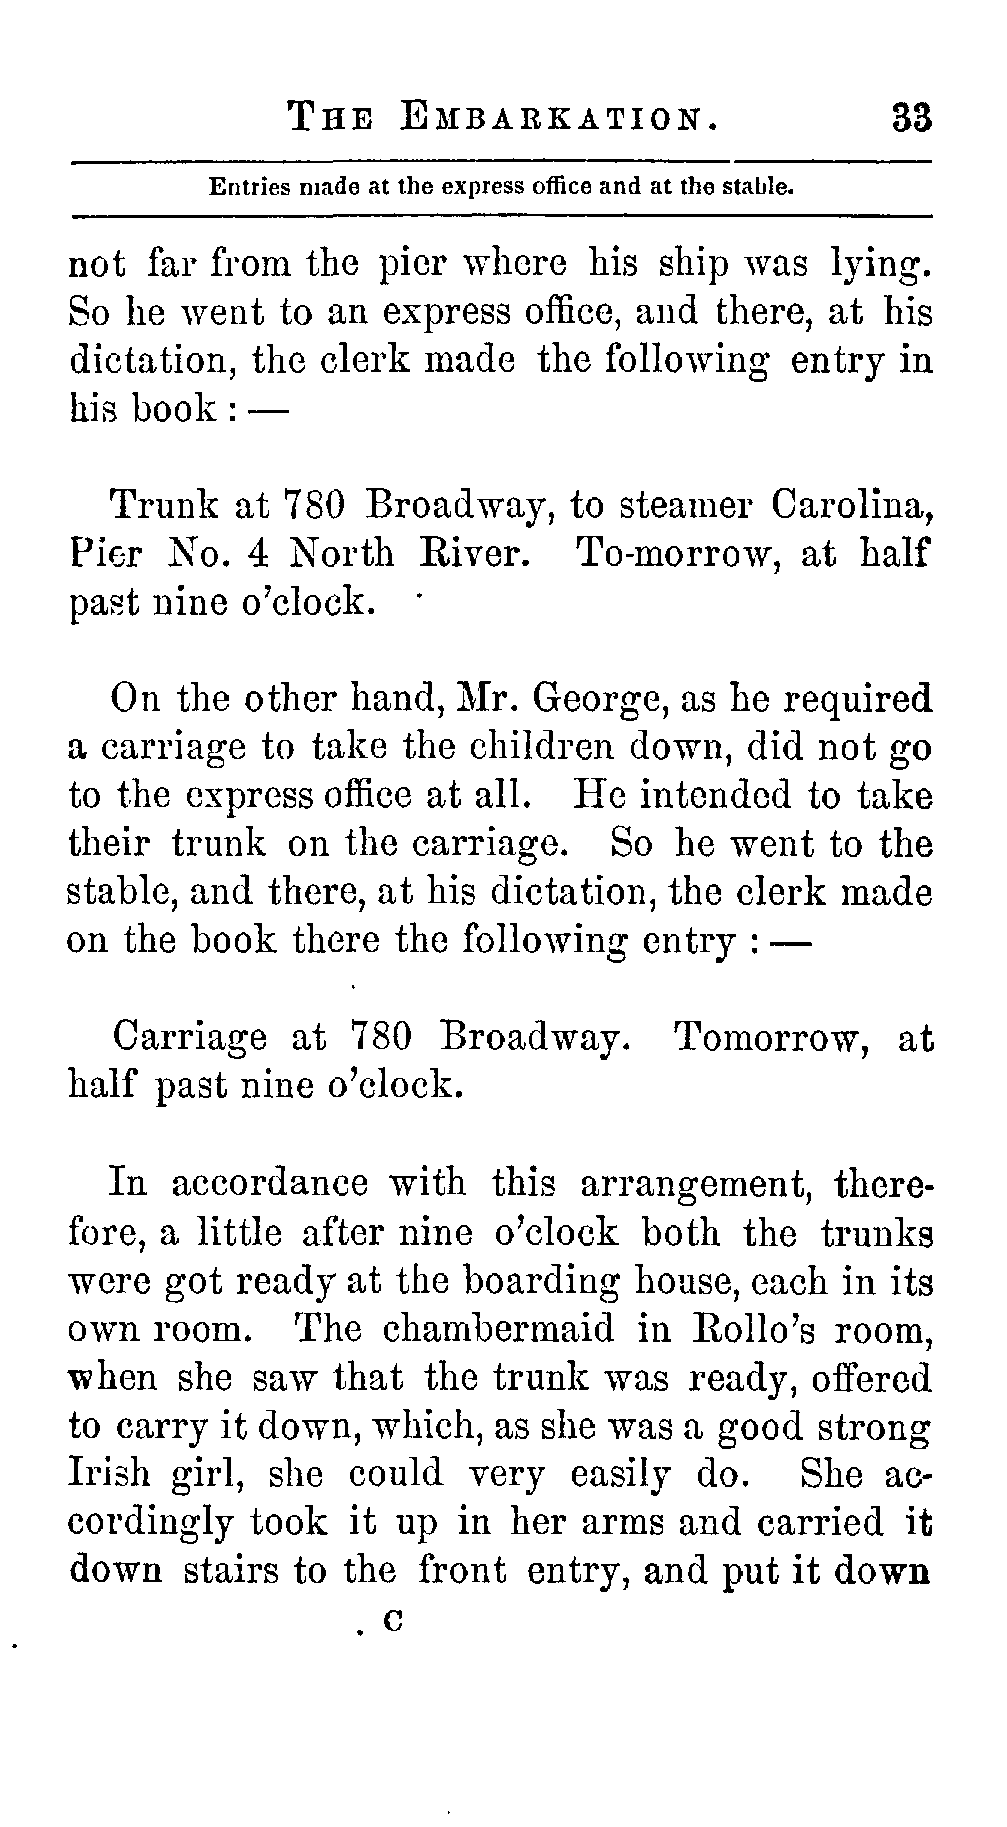 THE EMBARKATION. 33
Entries made at the express office and at the stable.
not far from the pier where his ship was lying.
So he went to an express office, and there, at his
dictation, the clerk made the following entry in
his book : —
Trunk at 780 Broadway, to steamer Carolina,
Pier No. 4 North River. To-morrow, at half
past nine o'clock.
On the other hand, Mr. George, as he required
a carriage to take the children down, did not go
to the express office at all. He intended to take
their trunk on the carriage. So he went to the
stable, and there, at his dictation, the clerk made
on the book there the following entry : —
Carriage at 780 Broadway. Tomorrow, at
half past nine o'clock.
In accordance with this arrangement, there-
fore, a little after nine o'clock both the trunks
were got ready at the boarding house, each in its
own room. The chambermaid in Rollo's room,
when she saw that the trunk was ready, offered
to carry it down, which, as she was a good strong
Irish girl, she could very easily do. She ac-
cordingly took it up in her arms and carried it
down stairs to the front entry, and put it down
C